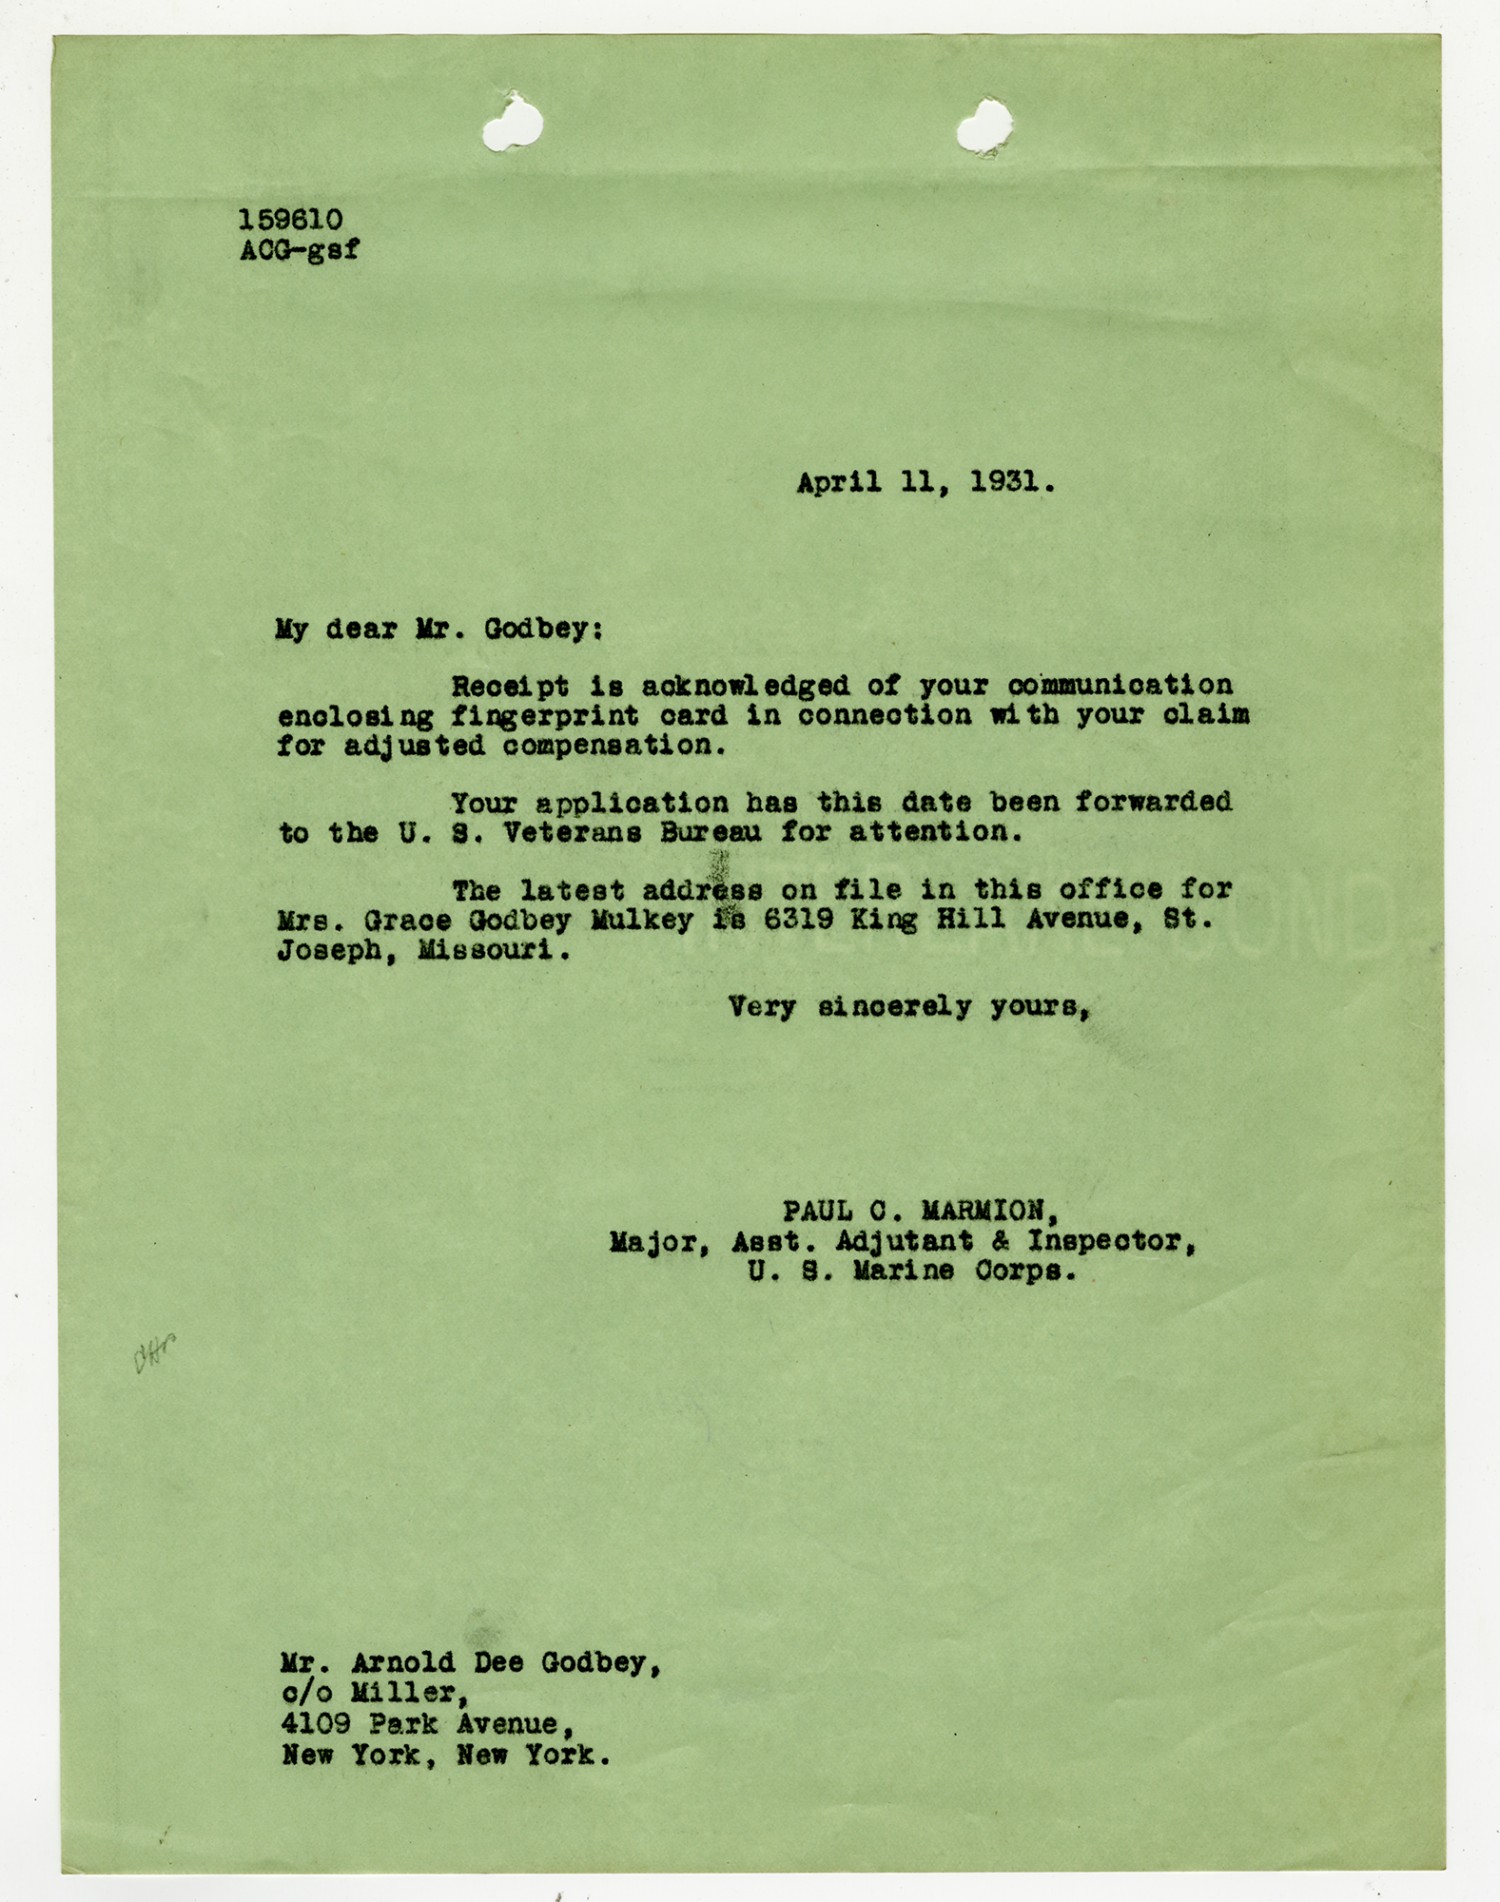 159610
ACG-gsf
April 11, 1931.
My dear Mr. Godbey:
Receipt is acknowledged of your communication
enclosing fingerprint card in connection with your claim
for adjusted compensation.
Your application has this date been forwarded
to the U. S. Veterans Bureau for attention.
The latest address on file in this office for
Mrs. Grace Godbey Mulkey is 6319 King Hill Avenue, St.
Joseph, Missouri.
Very sincerely yours,
PAUL C. MARMION,
Major, Asst. Adjutant & Inspector,
U. S. Marine Corps.
Mr. Arnold Dee Godbey,
c/o Miller,
4109 Park Avenue,
New York, New York.